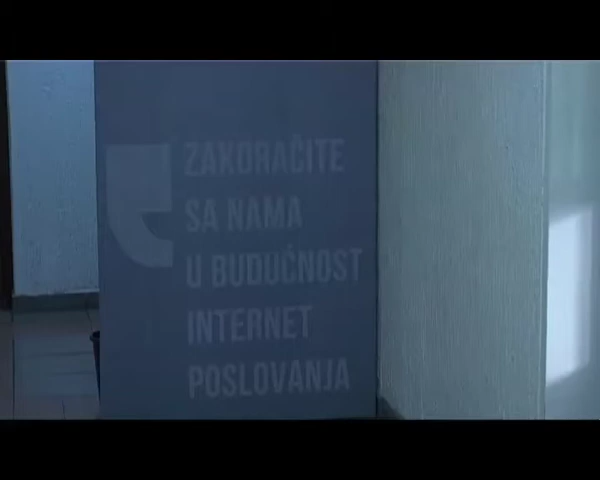 ZAKORAČITE
SA NAMA
U BUDUĆNOST
INTERNET
POSLOVANJA